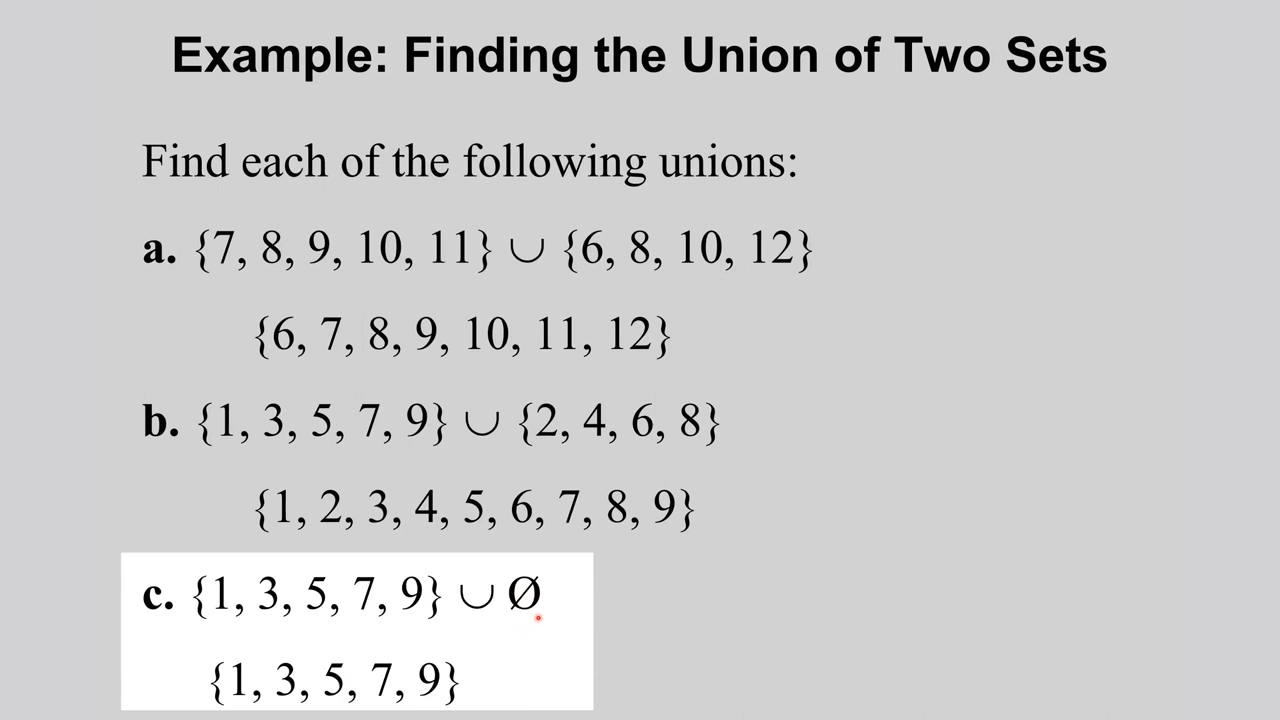 Example: Finding the Union of Two Sets
Find each of the following unions:
a. {7, 8, 9, 10, 11} ∪ {6, 8, 10, 12}
{6, 7, 8, 9, 10, 11, 12}
b. {1, 3, 5, 7, 9} ∪ {2, 4, 6, 8}
{1, 2, 3, 4, 5, 6, 7, 8, 9}
c. {1, 3, 5, 7, 9} ∪ Ø
{1, 3, 5, 7, 9}